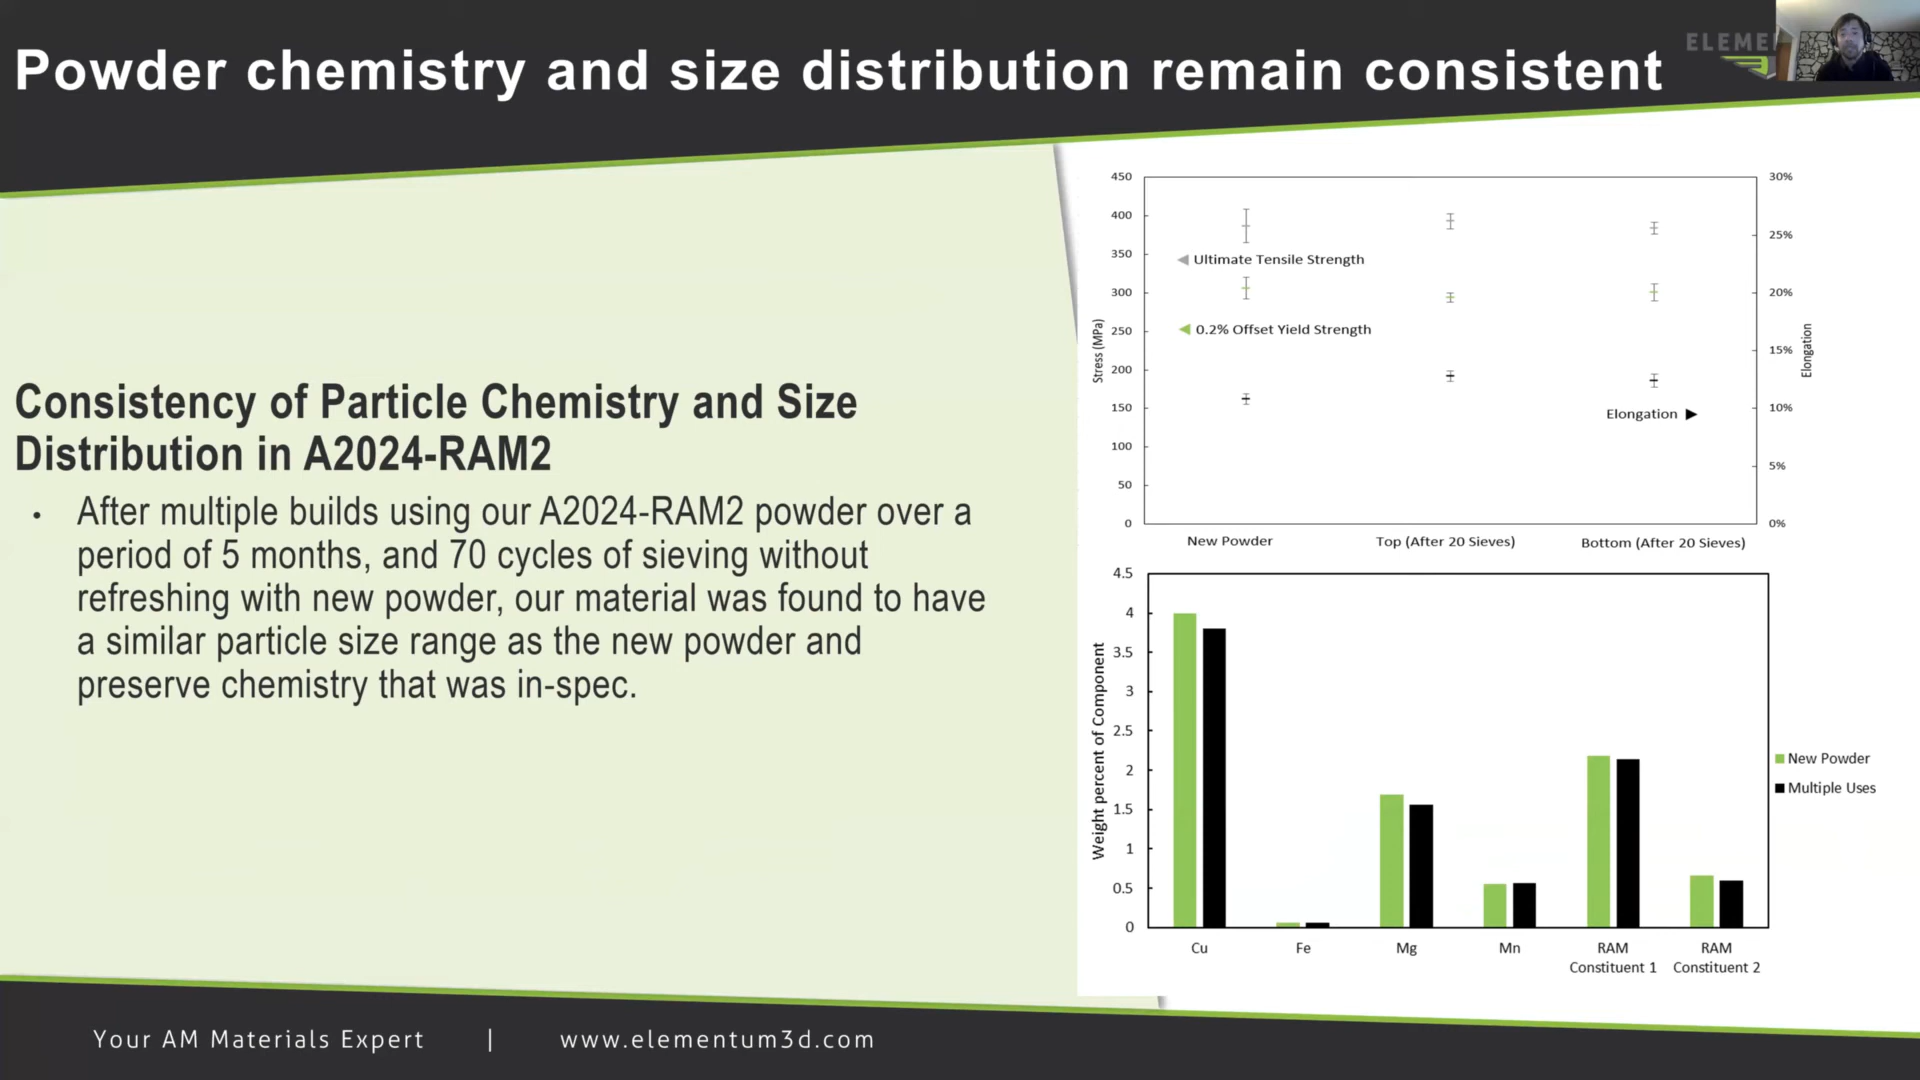 Powder chemistry and size distribution remain consistent
ELEME
Consistency of Particle Chemistry and Size
Distribution in A2024-RAM2
• After multiple builds using our A2024-RAM2 powder over a
period of 5 months, and 70 cycles of sieving without
refreshing with new powder, our material was found to have
a similar particle size range as the new powder and
preserve chemistry that was in-spec.
450
400
350
300
250
200
150
100
50
0
Stress (MPa)
30%
25%
20%
15%
10%
5%
0%
Elongation
Ultimate Tensile Strength
0.2% Offset Yield Strength
Elongation
New Powder
Top (After 20 Sieves)
Bottom (After 20 Sieves)
4.5
4
3.5
3
2.5
2
1.5
1
0.5
0
Weight percent of Component
Cu
Fe
Mg
Mn
RAM
Constituent 1
RAM
Constituent 2
New Powder
Multiple Uses
Your AM Materials Expert | www.elementum3d.com